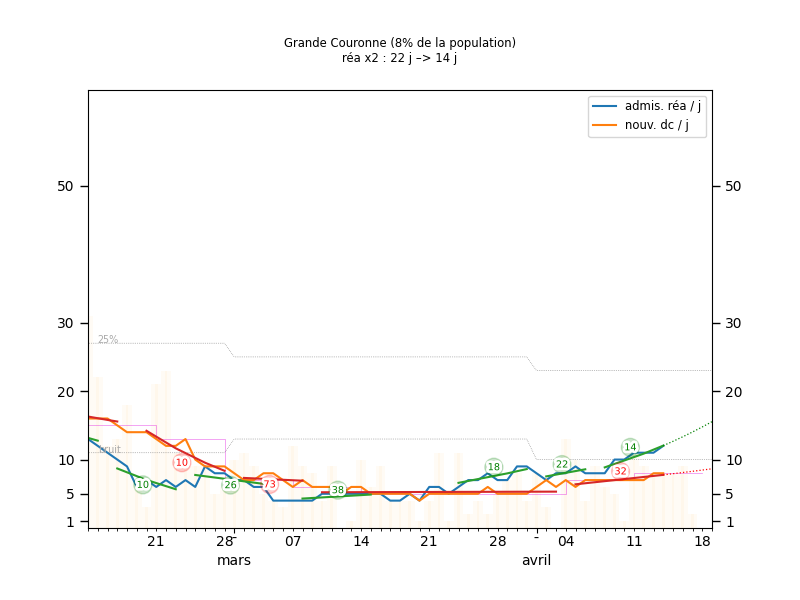 Grande Couronne (8% de la population)
réa x2 : 22 j –> 14 j
admis. réa / j
nouv. dc / j
50 50
30 30
25%
20 20
bruit
14
18 22
10 10 10
32
10 26 73 38
5 5
1 1
21 28 - 07 14 21 28 - 04 11 18
mars avril